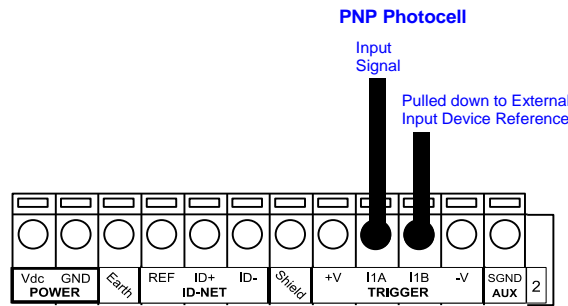 PNP Photocell
Input
Signal
Pulled down to External
Input Device Reference
Vdc GND Earth REF ID+ ID- Shield +V I1A I1B -V SGND 2
POWER ID-NET TRIGGER AUX